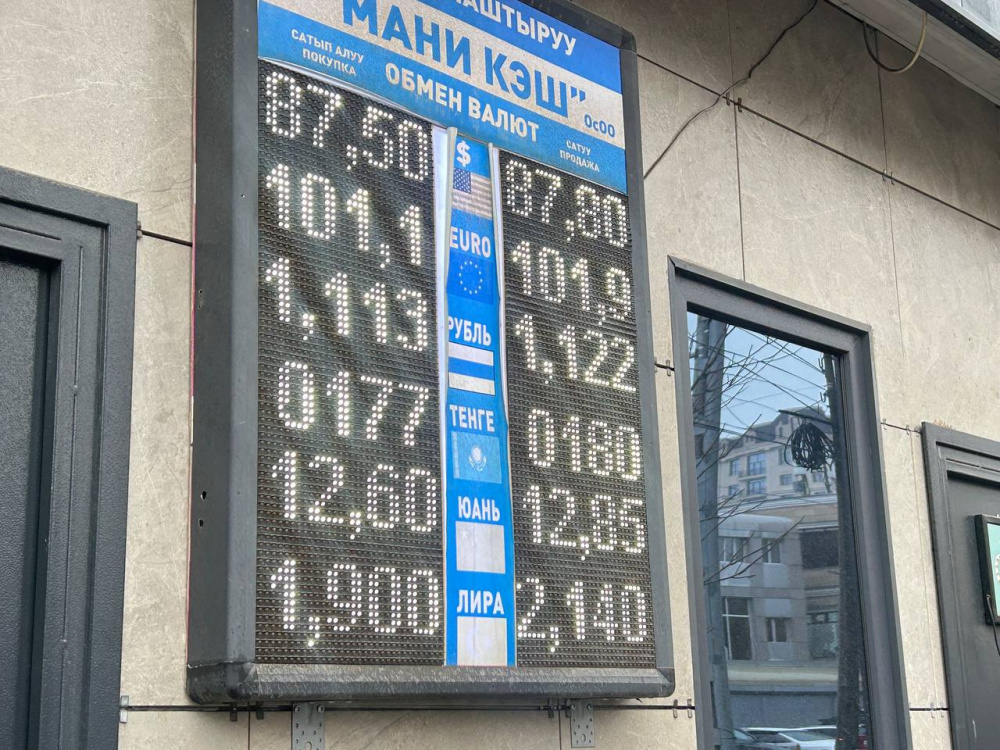 МАНИ КЭШ"
САТЫП АЛУУ
ПОКУПКА
ОБМЕН ВАЛЮТ
ОсОО
САТУУ
ПРОДАЖА
87,50 $ 87,80
101,1 EURO 101,9
1,113 РУБЛЬ 1,122
0177 ТЕНГЕ 0180
12,60 ЮАНЬ 12,85
1,900 ЛИРА 2,140